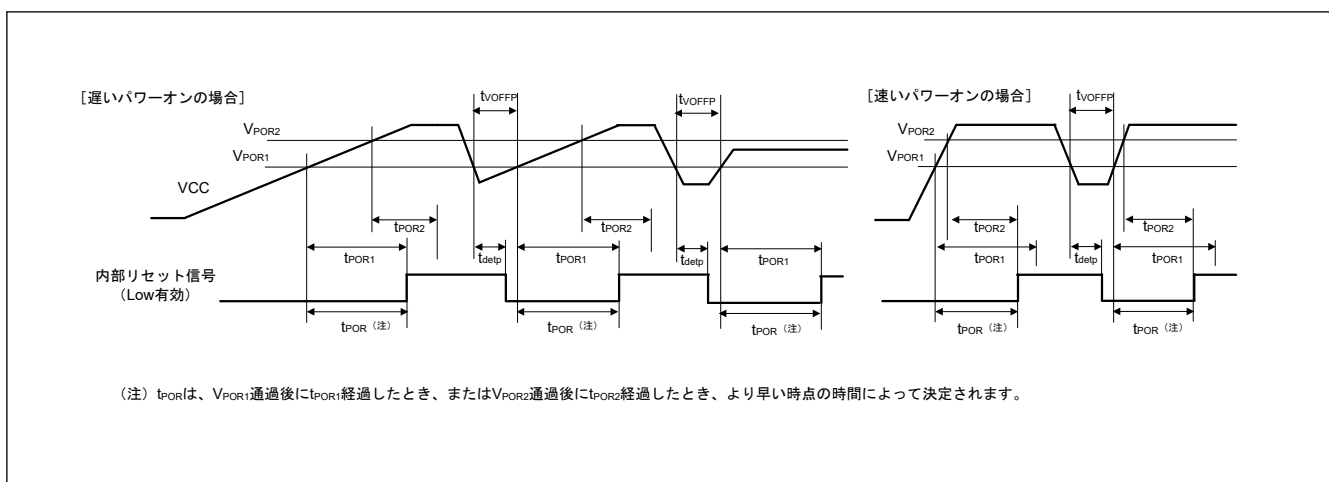 [遅いパワーオンの場合]
tVOFFP
tVOFFP
[速いパワーオンの場合]
tVOFFP
VPOR2
VPOR1
VCC
VPOR2
VPOR1
tPOR2
tPOR2
tPOR2
tPOR2
tPOR1
tdetp
tPOR1
tdetp
tPOR1
tPOR1
tdetp
tPOR1
内部リセット信号
(Low有効)
tPOR(注)
tPOR(注)
tPOR(注)
tPOR(注)
tPOR(注)
(注)tPORは、VPOR1通過後にtPOR1経過したとき、またはVPOR2通過後にtPOR2経過したとき、より早い時点の時間によって決定されます。